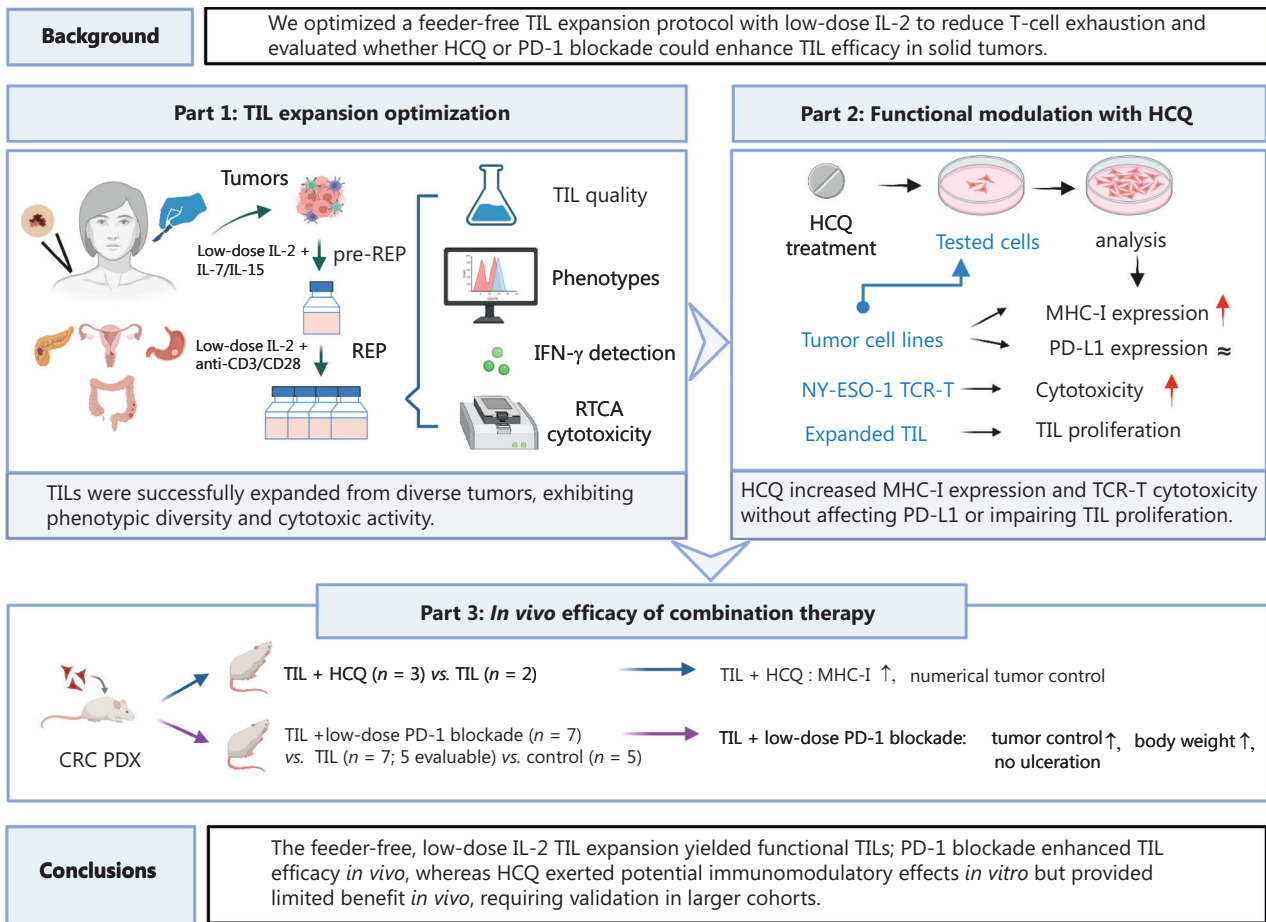 Background
We optimized a feeder-free TIL expansion protocol with low-dose IL-2 to reduce T-cell exhaustion and
evaluated whether HCQ or PD-1 blockade could enhance TIL efficacy in solid tumors.
Part 1: TIL expansion optimization
Tumors
Low-dose IL-2 +
IL-7/IL-15
pre-REP
Low-dose IL-2 +
anti-CD3/CD28
REP
TIL quality
Phenotypes
IFN-γ detection
RTCA
cytotoxicity
TILs were successfully expanded from diverse tumors, exhibiting
phenotypic diversity and cytotoxic activity.
Part 2: Functional modulation with HCQ
HCQ
treatment
Tested cells
analysis
Tumor cell lines
MHC-I expression ↑
PD-L1 expression ≈
NY-ESO-1 TCR-T
Cytotoxicity ↑
Expanded TIL
TIL proliferation
HCQ increased MHC-I expression and TCR-T cytotoxicity
without affecting PD-L1 or impairing TIL proliferation.
Part 3: In vivo efficacy of combination therapy
CRC PDX
TIL + HCQ (n = 3) vs. TIL (n = 2)
TIL + HCQ : MHC-I ↑, numerical tumor control
TIL +low-dose PD-1 blockade (n = 7)
vs. TIL (n = 7; 5 evaluable) vs. control (n = 5)
TIL + low-dose PD-1 blockade: tumor control ↑, body weight ↑,
no ulceration
Conclusions
The feeder-free, low-dose IL-2 TIL expansion yielded functional TILs; PD-1 blockade enhanced TIL
efficacy in vivo, whereas HCQ exerted potential immunomodulatory effects in vitro but provided
limited benefit in vivo, requiring validation in larger cohorts.